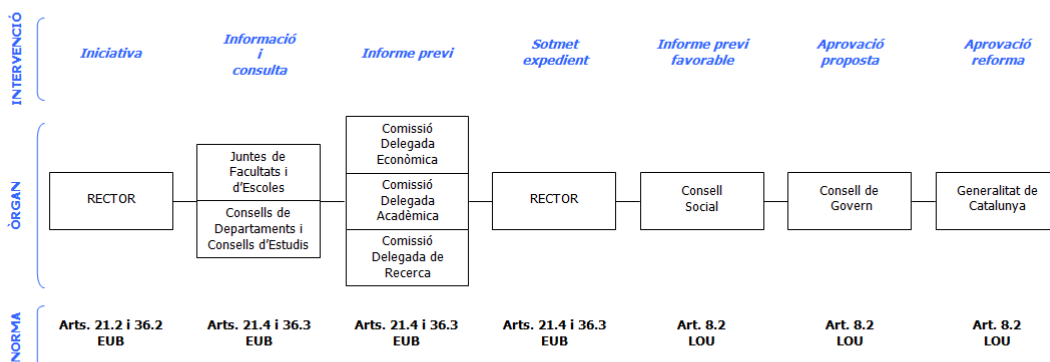 INTERVENCIÓ
Iniciativa
Informació
i
consulta
Informe previ
Sotmet
expedient
Informe previ
favorable
Aprovació
proposta
Aprovació
reforma
ÒRGAN
RECTOR
Juntes de
Facultats i
d'Escoles
Consells de
Departaments i
Consells d'Estudis
Comissió
Delegada
Econòmica
Comissió
Delegada
Acadèmica
Comissió
Delegada de
Recerca
RECTOR
Consell
Social
Consell de
Govern
Generalitat de
Catalunya
NORMA
Arts. 21.2 i 36.2
EUB
Arts. 21.4 i 36.3
EUB
Arts. 21.4 i 36.3
EUB
Arts. 21.4 i 36.3
EUB
Art. 8.2
LOU
Art. 8.2
LOU
Art. 8.2
LOU